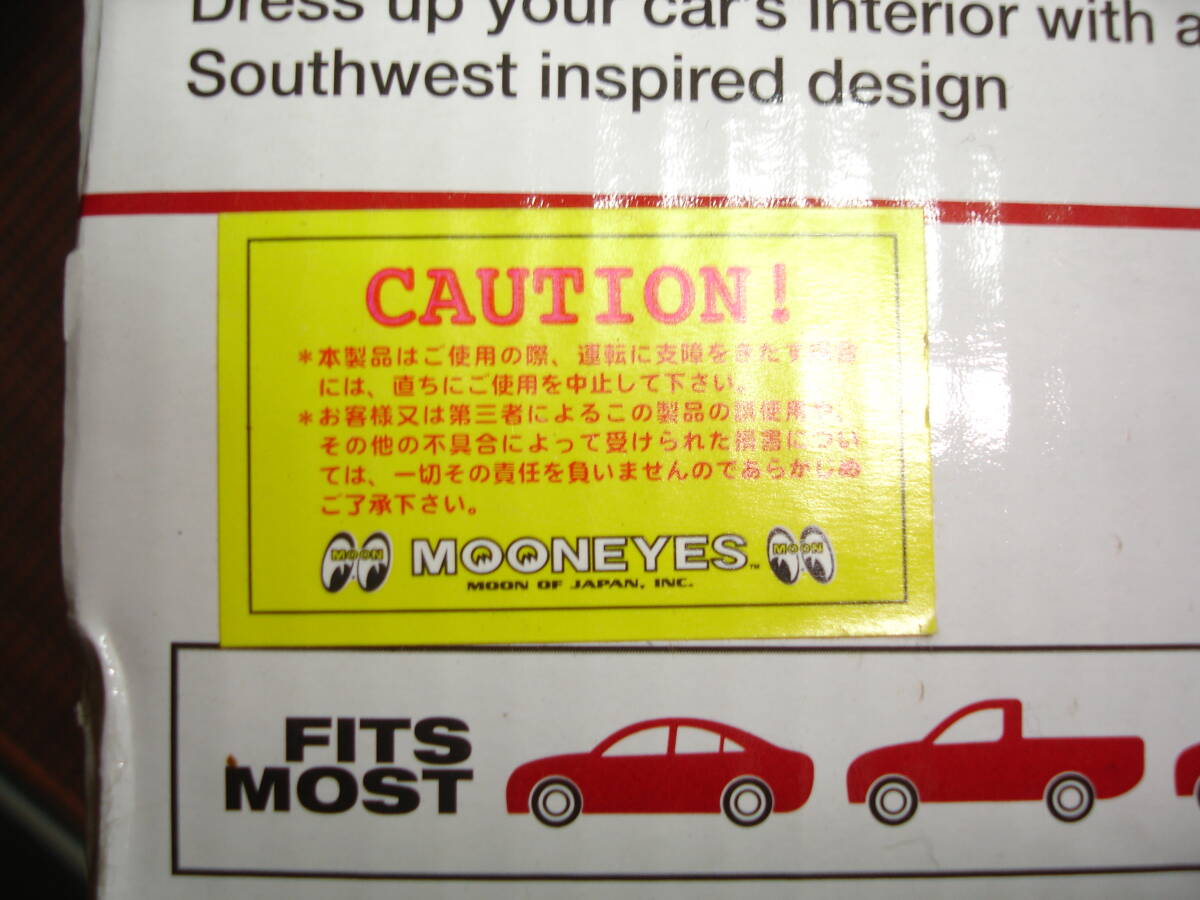 Dress up your car's interior with a
Southwest inspired design
CAUTION!
*本製品はご使用の際、運転に支障をきたす場合
には、直ちにご使用を中止して下さい。
*お客様又は第三者によるこの製品の誤使用や、
その他の不具合によって受けられた損害につい
ては、一切その責任を負いませんのであらかじめ
ご了承下さい。
MOON MOONEYES™ MOON
MOON OF JAPAN, INC.
FITS
MOST